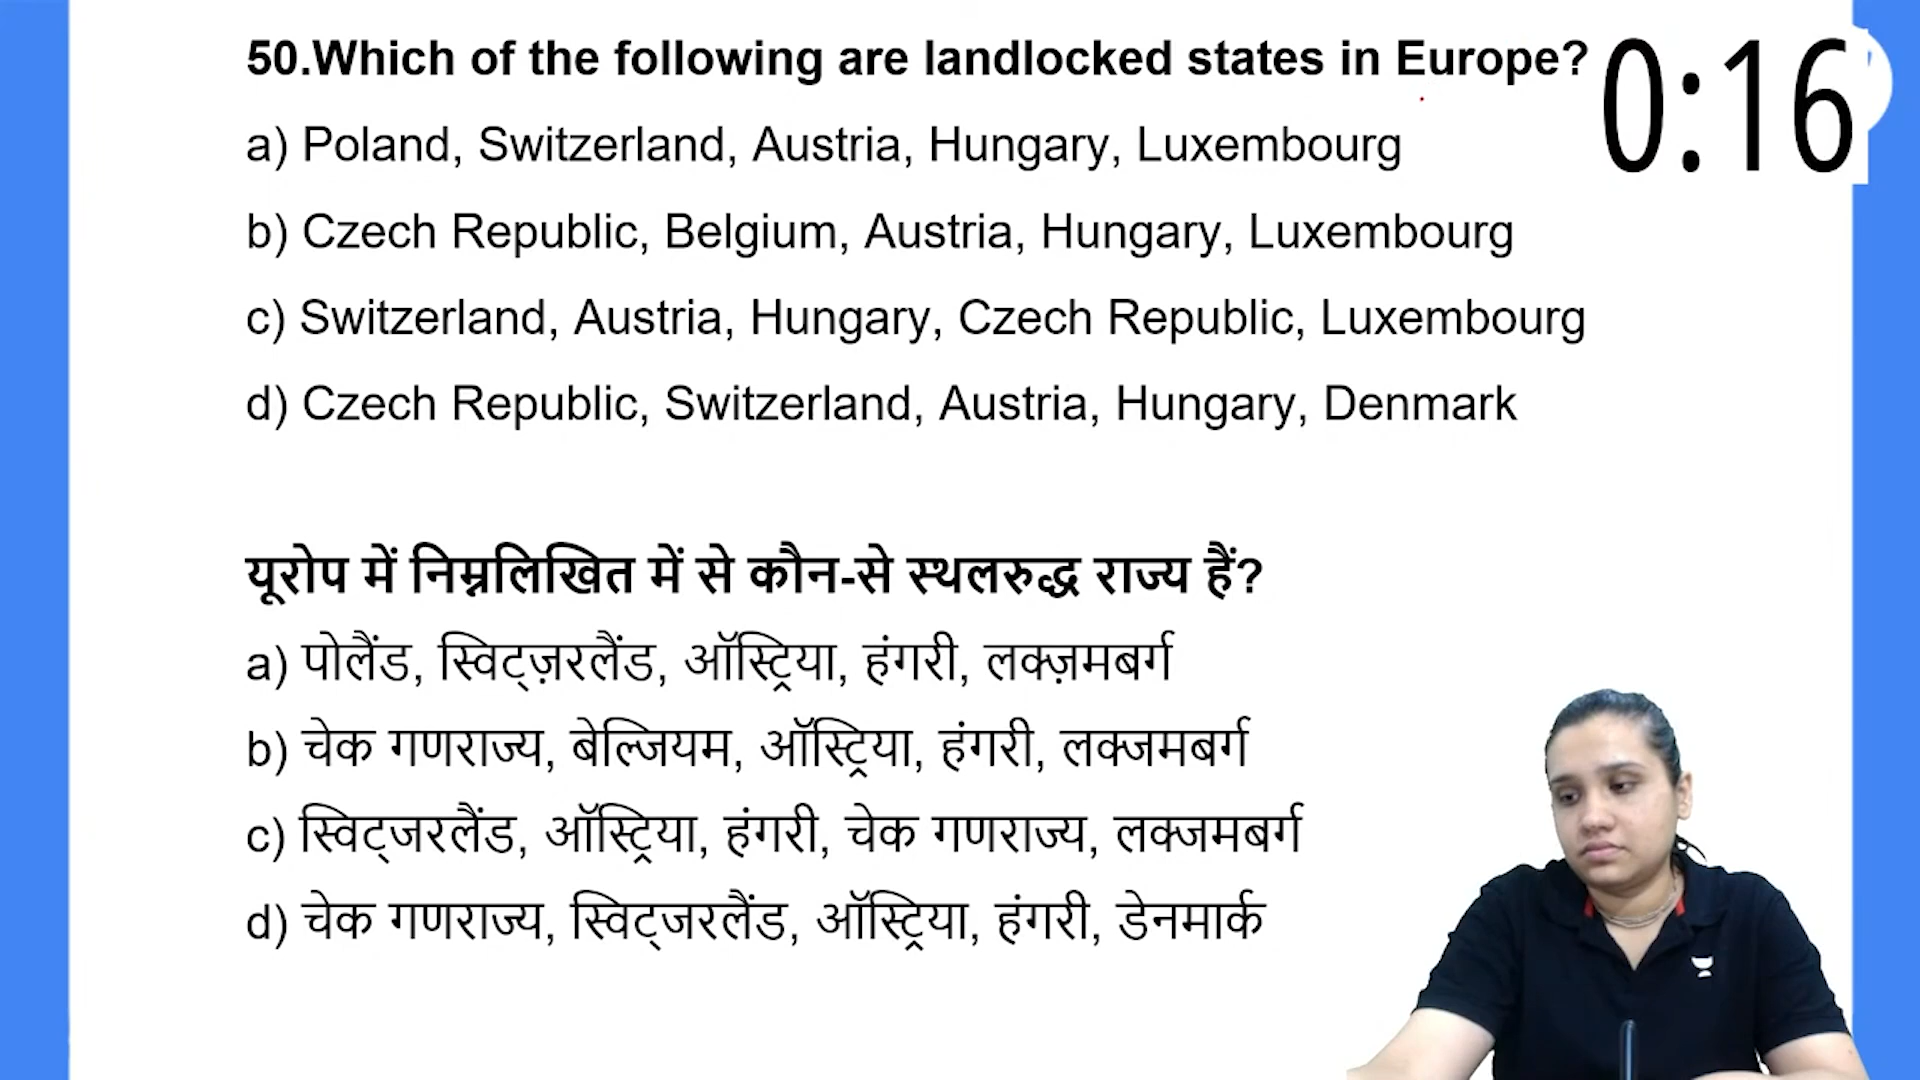 50.Which of the following are landlocked states in Europe?
0:16
a) Poland, Switzerland, Austria, Hungary, Luxembourg
b) Czech Republic, Belgium, Austria, Hungary, Luxembourg
c) Switzerland, Austria, Hungary, Czech Republic, Luxembourg
d) Czech Republic, Switzerland, Austria, Hungary, Denmark
यूरोप में निम्नलिखित में से कौन-से स्थलरुद्ध राज्य हैं?
a) पोलैंड, स्विट्ज़रलैंड, ऑस्ट्रिया, हंगरी, लक्ज़मबर्ग
b) चेक गणराज्य, बेल्जियम, ऑस्ट्रिया, हंगरी, लक्जमबर्ग
c) स्विट्जरलैंड, ऑस्ट्रिया, हंगरी, चेक गणराज्य, लक्जमबर्ग
d) चेक गणराज्य, स्विट्जरलैंड, ऑस्ट्रिया, हंगरी, डेनमार्क